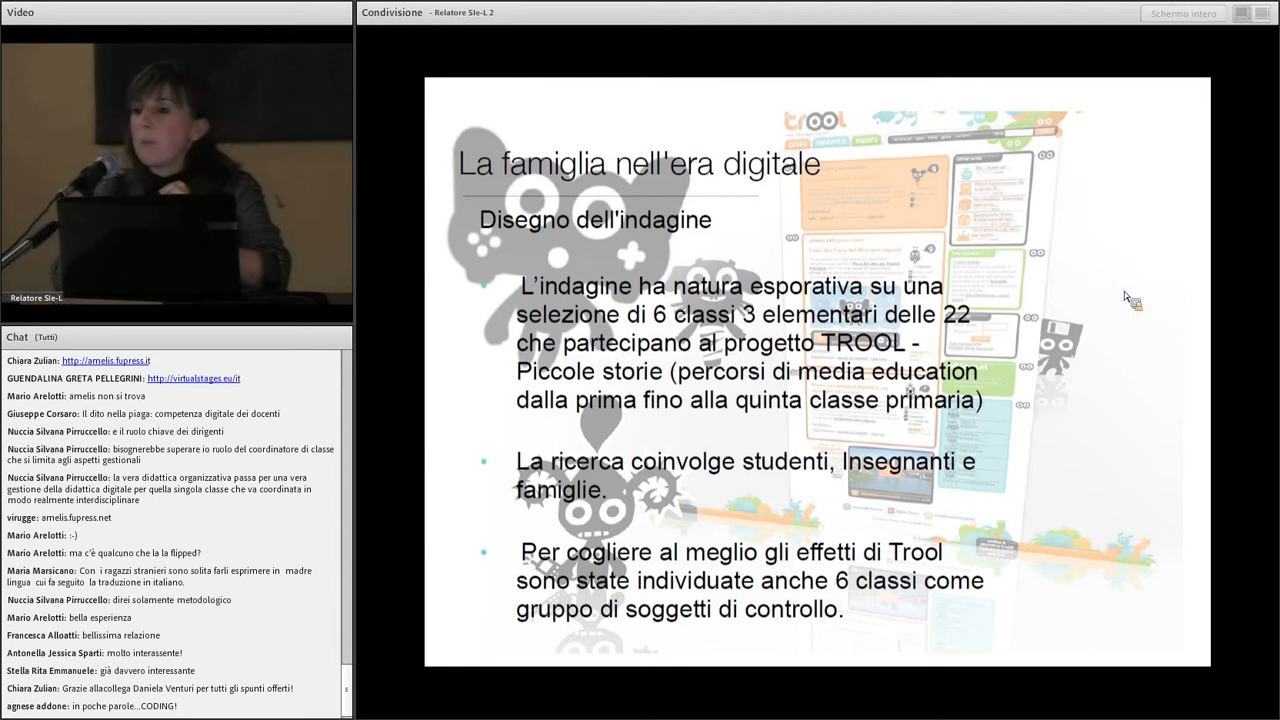 Video
Relatore SIe-L
Chat (Tutti)
Chiara Zulian: http://amelis.fupress.it
GUENDALINA GRETA PELLEGRINI: http://virtualstages.eu/it
Mario Arelotti: amelis non si trova
Giuseppe Corsaro: Il dito nella piaga: competenza digitale dei docenti
Nuccia Silvana Pirruccello: e il nomentare dei dirigenti
Nuccia Silvana Pirruccello: bisognerebbe superare io ruolo del coordinatore di classe
che si limita agli aspetti gestionali
Nuccia Silvana Pirruccello: la vera didattica organizzativa passa per una vera
gestione della didattica digitale per quella singola classe che va coordinata in
modo realmente interdisciplinare
virugge: amelis.fupress.net
Mario Arelotti: :-)
Mario Arelotti: ma c'è qualcuno che la la flipped?
Maria Marsicano: Con i ragazzi stranieri sono solita farli esprimere in madre
lingua cui fa seguito la traduzione in italiano.
Nuccia Silvana Pirruccello: direi solamente metodologico
Mario Arelotti: bella esperienza
Francesca Alloatti: bellissima relazione
Antonella Jessica Sparti: molto interassente!
Stella Rita Emmanuele: già davvero interessante
Chiara Zulian: Grazie allacollega Daniela Venturi per tutti gli spunti offerti!
agnese addone: in poche parole...CODING!
Condivisione - Relatore SIe-L 2
Schermo intero
trool
La famiglia nell'era digitale
Disegno dell'indagine
• L'indagine ha natura esporativa su una
selezione di 6 classi 3 elementari delle 22
che partecipano al progetto TROOL -
Piccole storie (percorsi di media education
dalla prima fino alla quinta classe primaria)
• La ricerca coinvolge studenti, Insegnanti e
famiglie.
• Per cogliere al meglio gli effetti di Trool
sono state individuate anche 6 classi come
gruppo di soggetti di controllo.